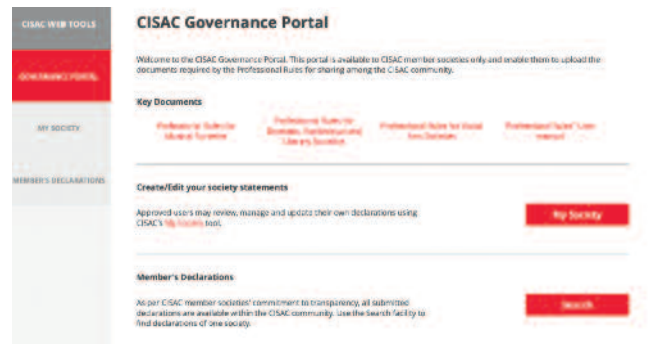 CISAC WEB TOOLS
CISAC Governance Portal
Welcome to the CISAC Governance Portal. This portal is available to CISAC member societies only and enable them to upload the
documents required by the Professional Rules for sharing among the CISAC community.
GOVERNANCE PORTAL
Key Documents
Professional Rules for
Musical Societies
Professional Rules for
Dramatic, Audiovisual and
Literary Societies
Professional Rules for Visual
Arts Societies
Professional Rules' User
manual
MY SOCIETY
MEMBER'S DECLARATIONS
Create/Edit your society statements
Approved users may review, manage and update their own declarations using
CISAC's My Society tool.
My Society
Member's Declarations
As per CISAC member societies' commitment to transparency, all submitted
declarations are available within the CISAC community. Use the Search facility to
find declarations of one society.
Search